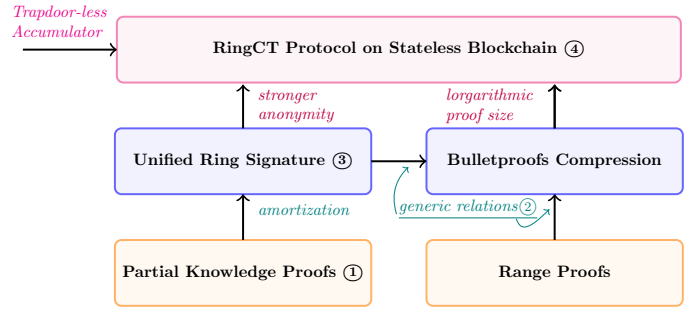 Trapdoor-less
Accumulator
RingCT Protocol on Stateless Blockchain ④
stronger
anonymity
lorgarithmic
proof size
Unified Ring Signature ③
Bulletproofs Compression
amortization
generic relations②
Partial Knowledge Proofs ①
Range Proofs